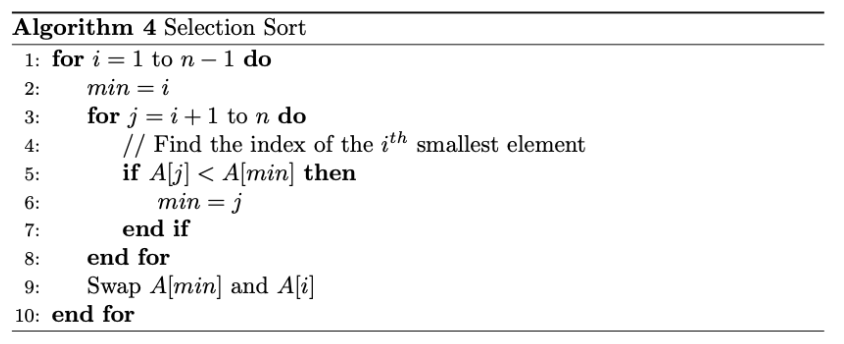 Algorithm 4 Selection Sort
1: for i = 1 to n − 1 do
2: min = i
3: for j = i + 1 to n do
4: // Find the index of the i^th smallest element
5: if A[j] < A[min] then
6: min = j
7: end if
8: end for
9: Swap A[min] and A[i]
10: end for